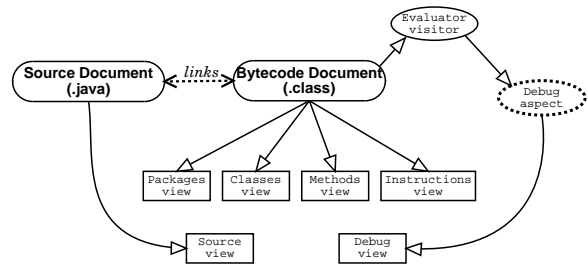 Evaluator
visitor
Source Document
(.java)
links
Bytecode Document
(.class)
Debug
aspect
Packages
view
Classes
view
Methods
view
Instructions
view
Source
view
Debug
view